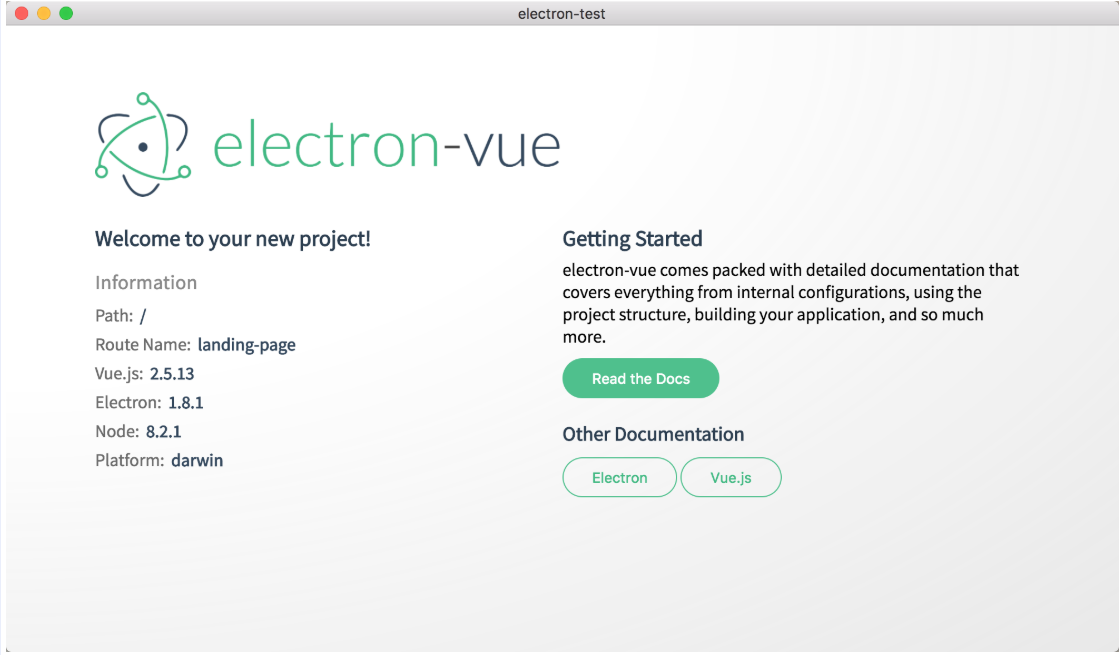 electron-test
electron-vue
Welcome to your new project!
Information
Path: /
Route Name: landing-page
Vue.js: 2.5.13
Electron: 1.8.1
Node: 8.2.1
Platform: darwin
Getting Started
electron-vue comes packed with detailed documentation that
covers everything from internal configurations, using the
project structure, building your application, and so much
more.
Read the Docs
Other Documentation
Electron
Vue.js